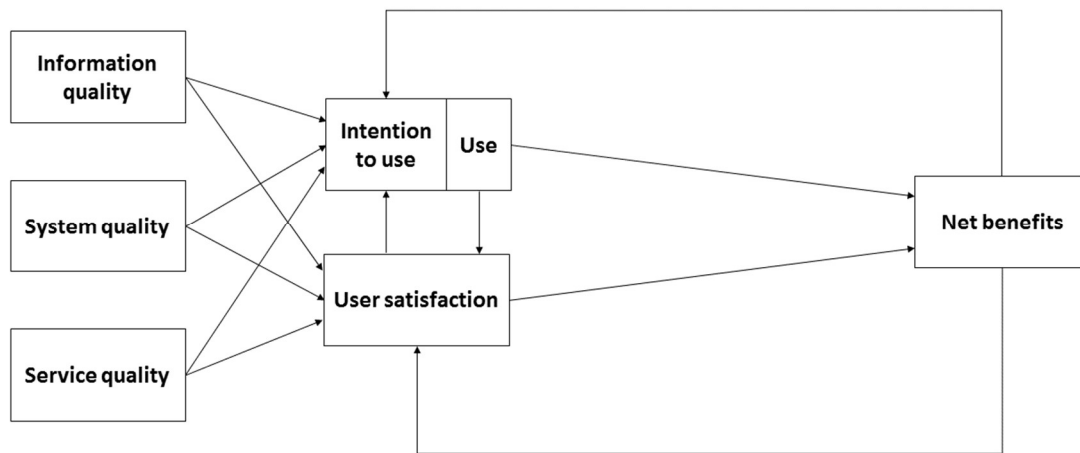 Information
quality
Intention
to use
Use
System quality
Net benefits
User satisfaction
Service quality